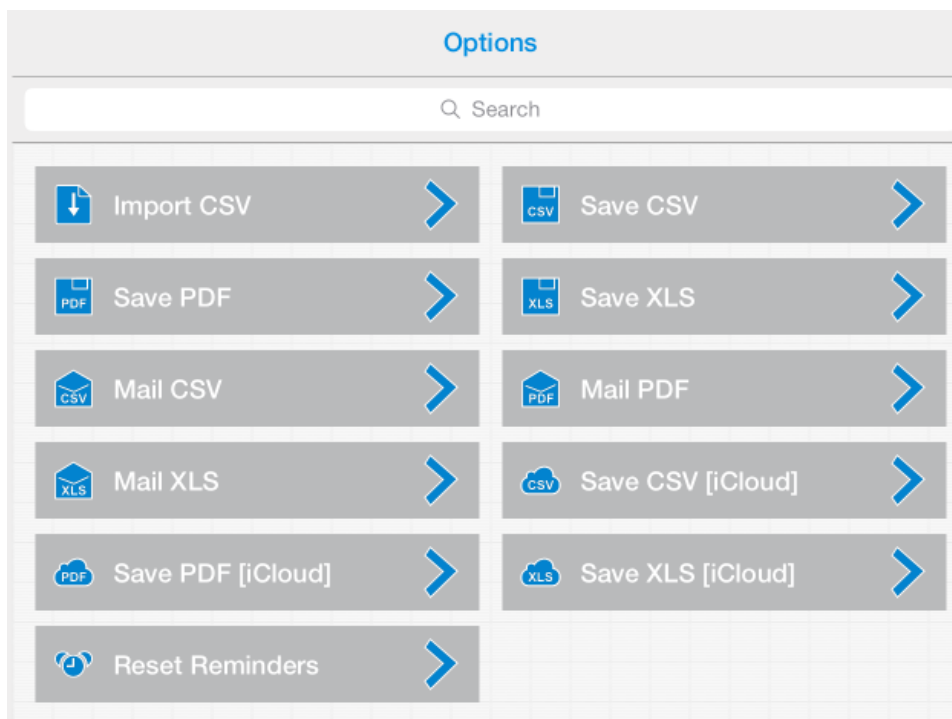 Options
Search
Import CSV
CSV Save CSV
PDF Save PDF
XLS Save XLS
CSV Mail CSV
PDF Mail PDF
XLS Mail XLS
CSV Save CSV [iCloud]
PDF Save PDF [iCloud]
XLS Save XLS [iCloud]
Reset Reminders